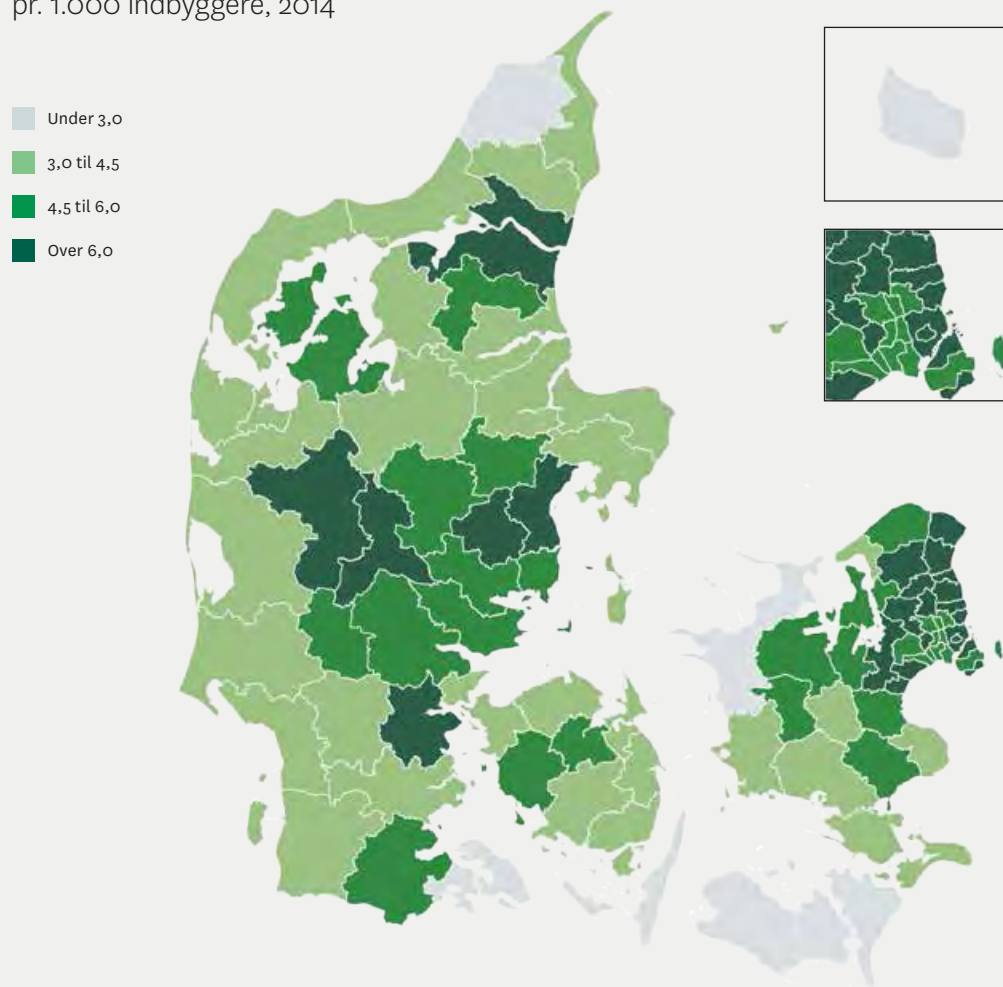 pr. 1.000 indbyggere, 2014
Under 3,0
3,0 til 4,5
4,5 til 6,0
Over 6,0